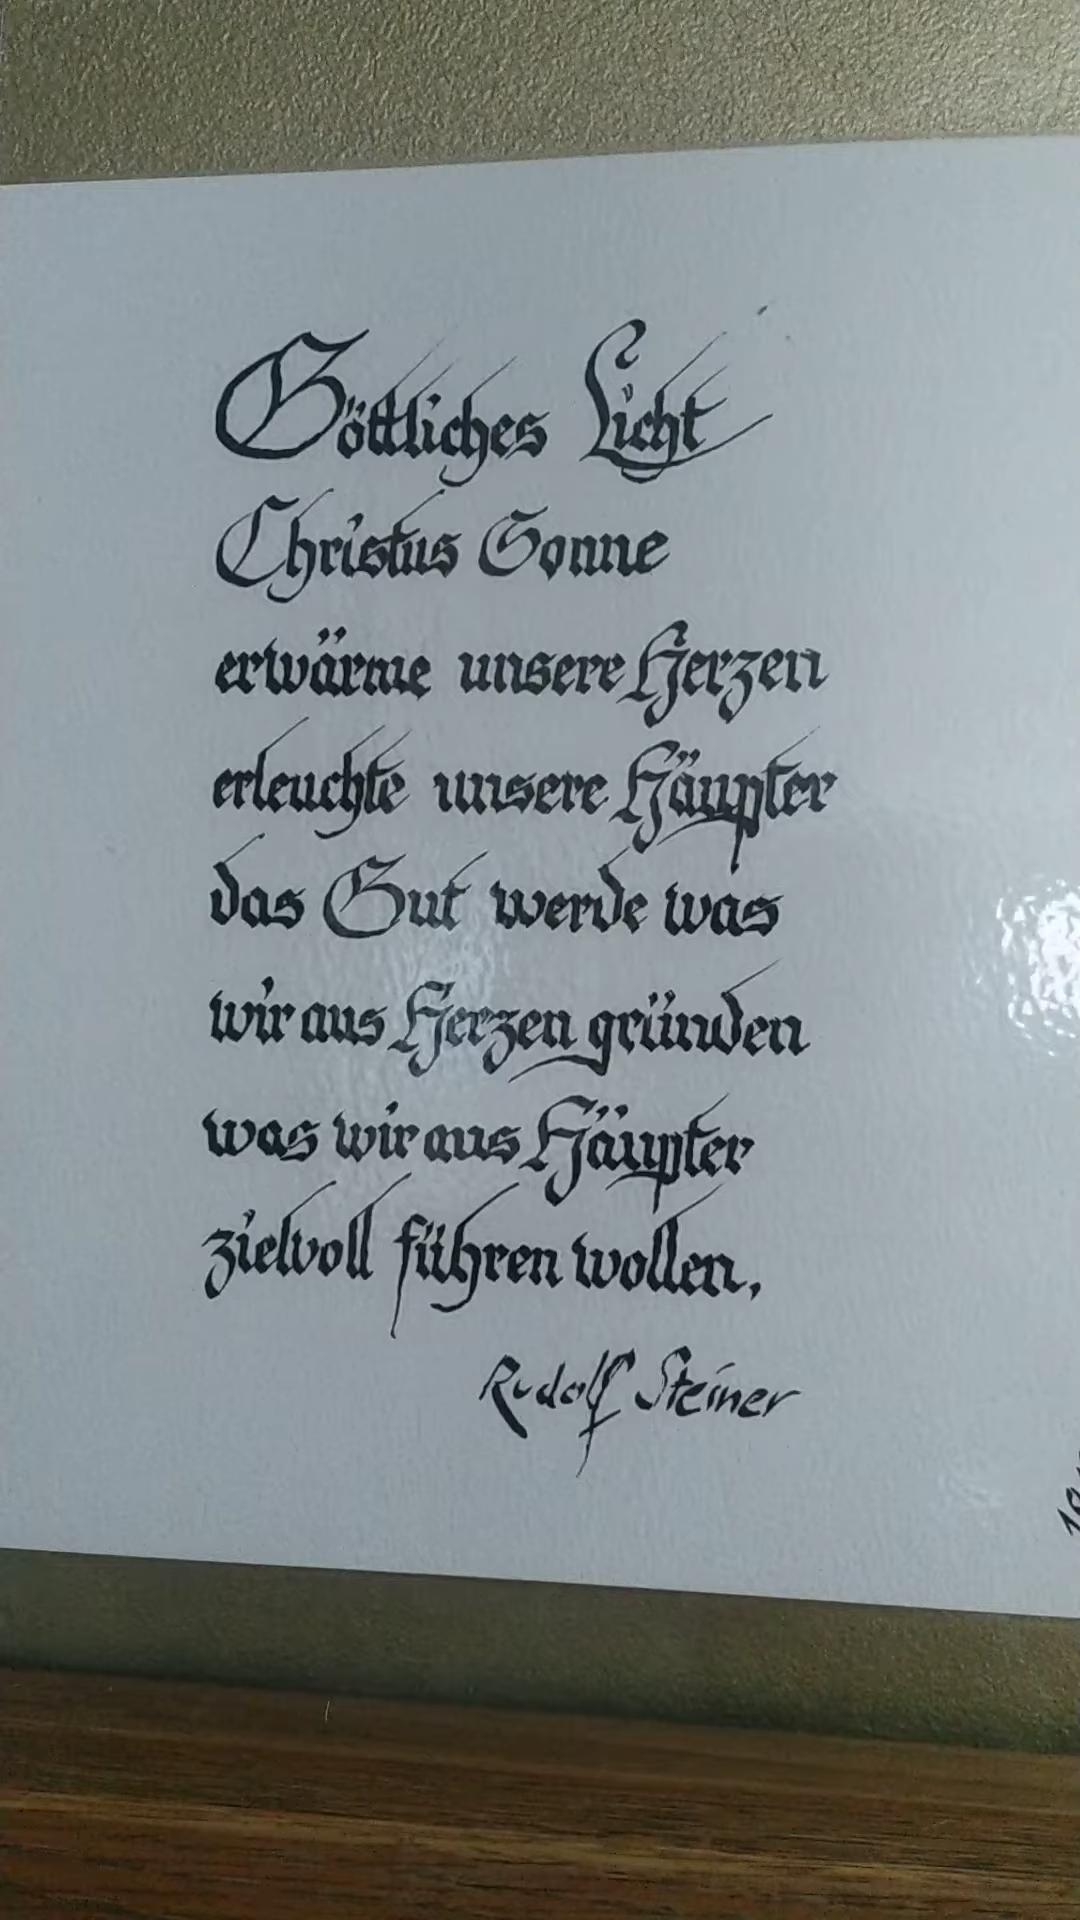 Göttliches Licht
Christus Sonne
erwärme unsere Herzen
erleuchte unsere Häupter
das Gut werde was
wir aus Herzen gründen
was wir aus Häupter
zielvoll führen wollen.
Rudolf Steiner